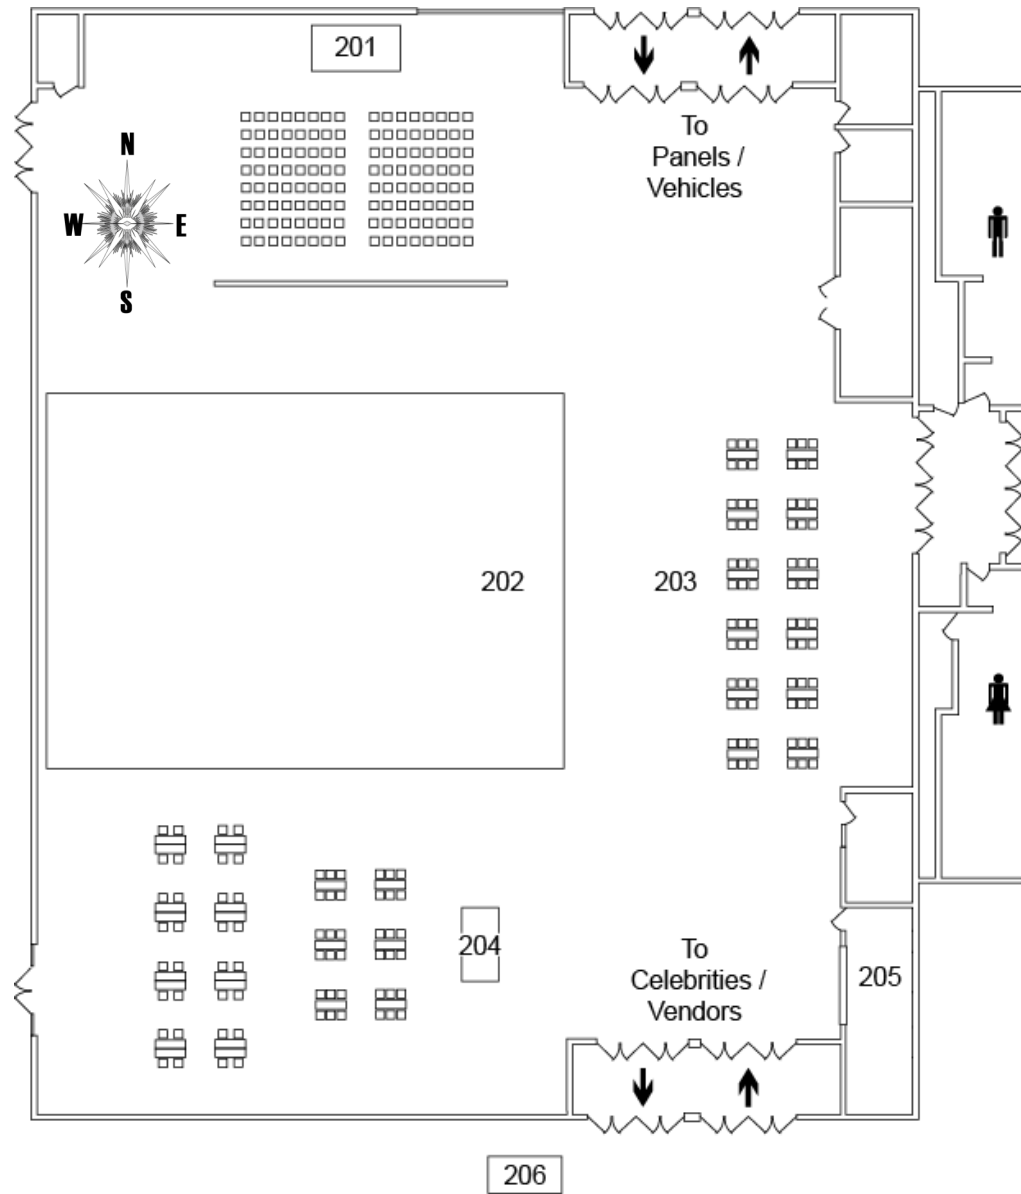 201
To
Panels /
Vehicles
N
W
E
S
202
203
204
To
Celebrities /
Vendors
205
206